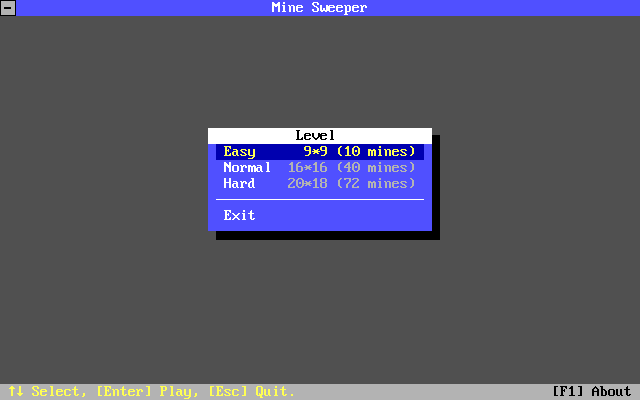 Mine Sweeper
Level
Easy 9*9 (10 mines)
Normal 16*16 (40 mines)
Hard 20*18 (72 mines)
Exit
↑↓ Select, [Enter] Play, [Esc] Quit. [F1] About